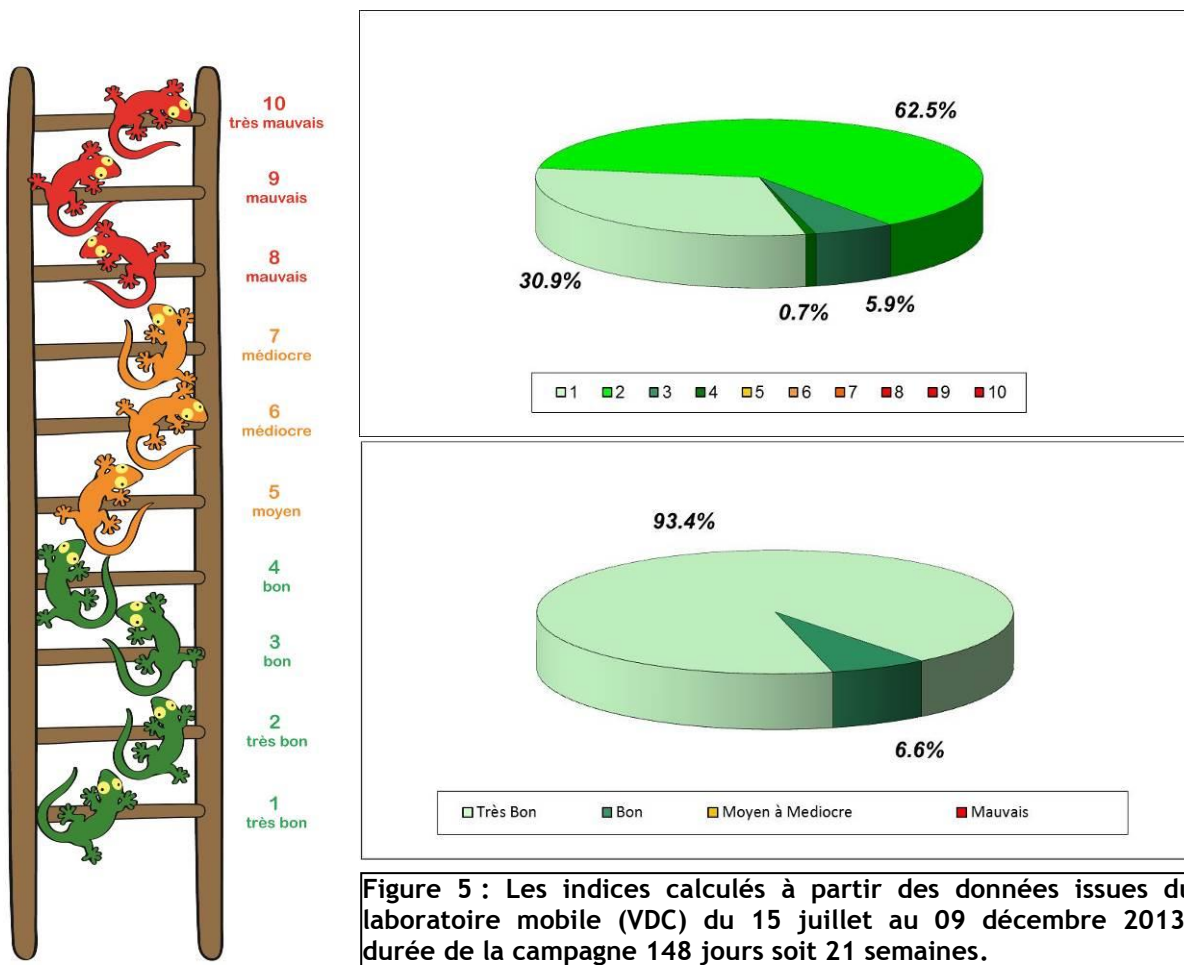 10
très mauvais
9
mauvais
8
mauvais
7
médiocre
6
médiocre
5
moyen
4
bon
3
bon
2
très bon
1
très bon
62.5%
30.9%
0.7%
5.9%
1 2 3 4 5 6 7 8 9 10
93.4%
6.6%
Très Bon Bon Moyen à Mediocre Mauvais
Figure 5 : Les indices calculés à partir des données issues du
laboratoire mobile (VDC) du 15 juillet au 09 décembre 2013
durée de la campagne 148 jours soit 21 semaines.